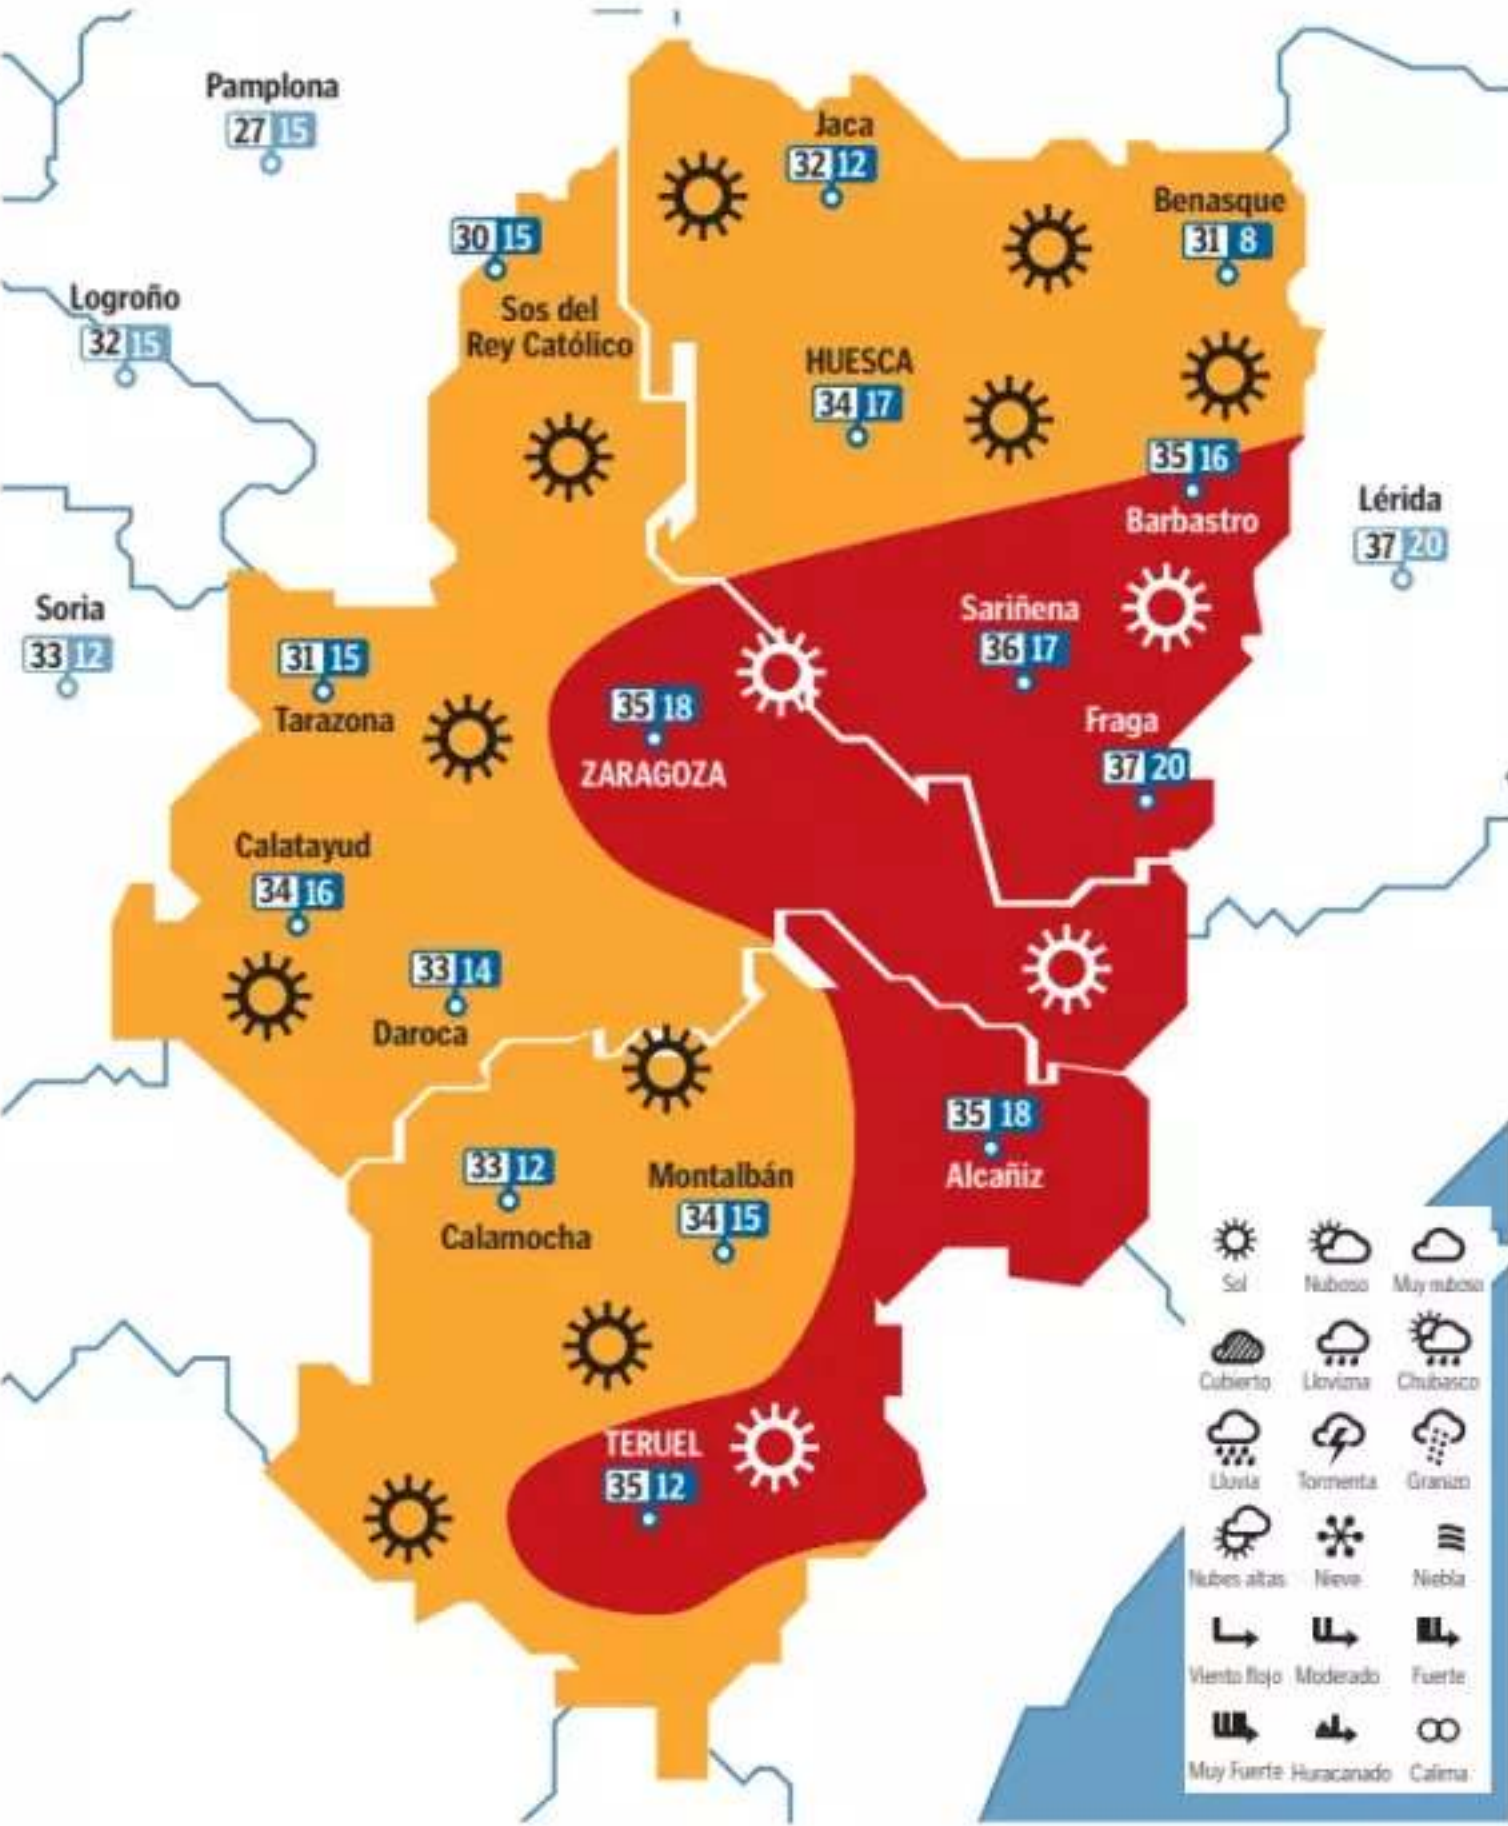 Pamplona
27 15
Jaca
32 12
Benasque
31 8
30 15
Sos del
Rey Católico
Logroño
32 15
HUESCA
34 17
35 16
Barbastro
Lérida
37 20
Soria
33 12
31 15
Tarazona
Sariñena
36 17
35 18
ZARAGOZA
Fraga
37 20
Calatayud
34 16
33 14
Daroca
35 18
Alcañiz
33 12
Calamocha
Montalbán
34 15
TERUEL
35 12
Sol Nuboso Muy nuboso
Cubierto Llovizna Chubasco
Lluvia Tormenta Granizo
Nubes altas Nieve Niebla
Viento flojo Moderado Fuerte
Muy Fuerte Huracanado Calima